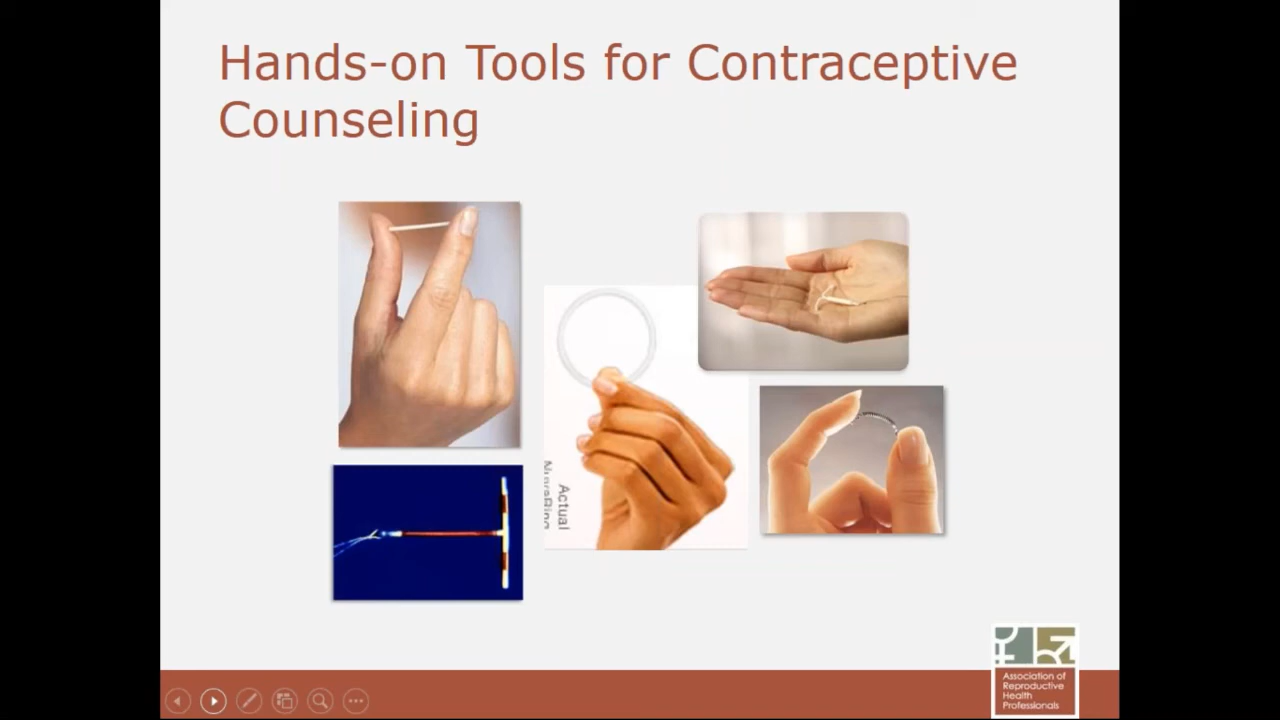 Hands-on Tools for Contraceptive
Counseling
Actual
NuvaRing
Association of
Reproductive
Health
Professionals